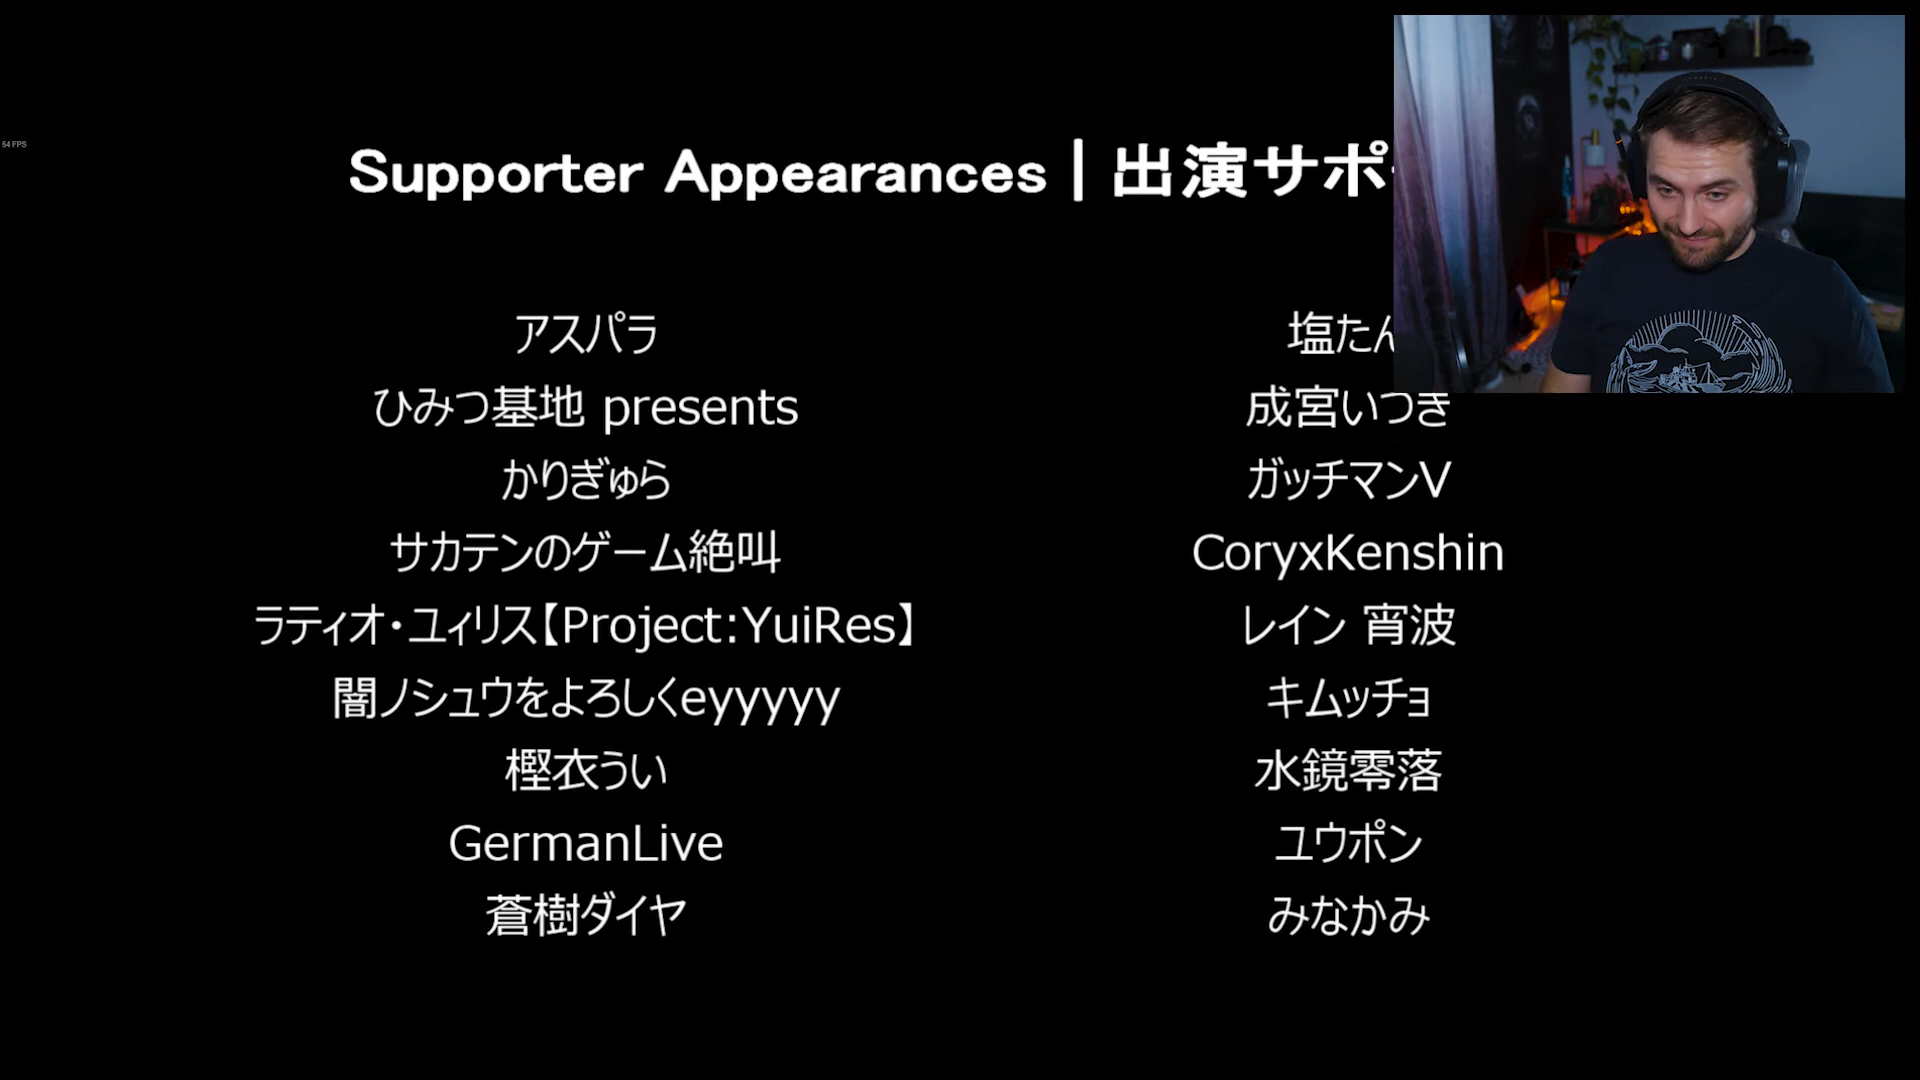 54 FPS
Supporter Appearances | 出演サポ
アスパラ
塩たん
ひみつ基地 presents
成宮いつき
かりぎゅら
ガッチマンV
サカテンのゲーム絶叫
CoryxKenshin
ラティオ・ユィリス【Project:YuiRes】
レイン 宵波
闇ノシュウをよろしくeyyyyy
キムッチョ
樫衣うい
水鏡零落
GermanLive
ユウポン
蒼樹ダイヤ
みなかみ